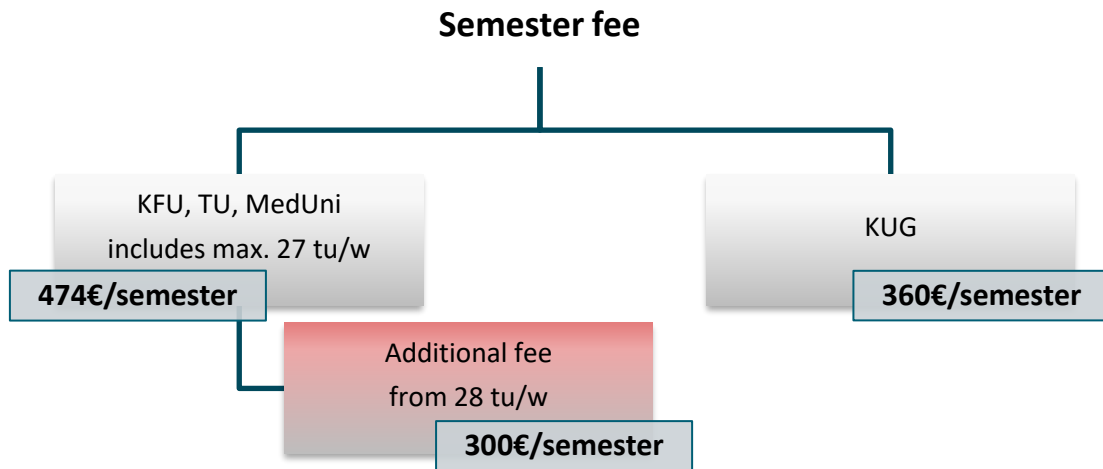 Semester fee
KFU, TU, MedUni
includes max. 27 tu/w
474€/semester
KUG
360€/semester
Additional fee
from 28 tu/w
300€/semester